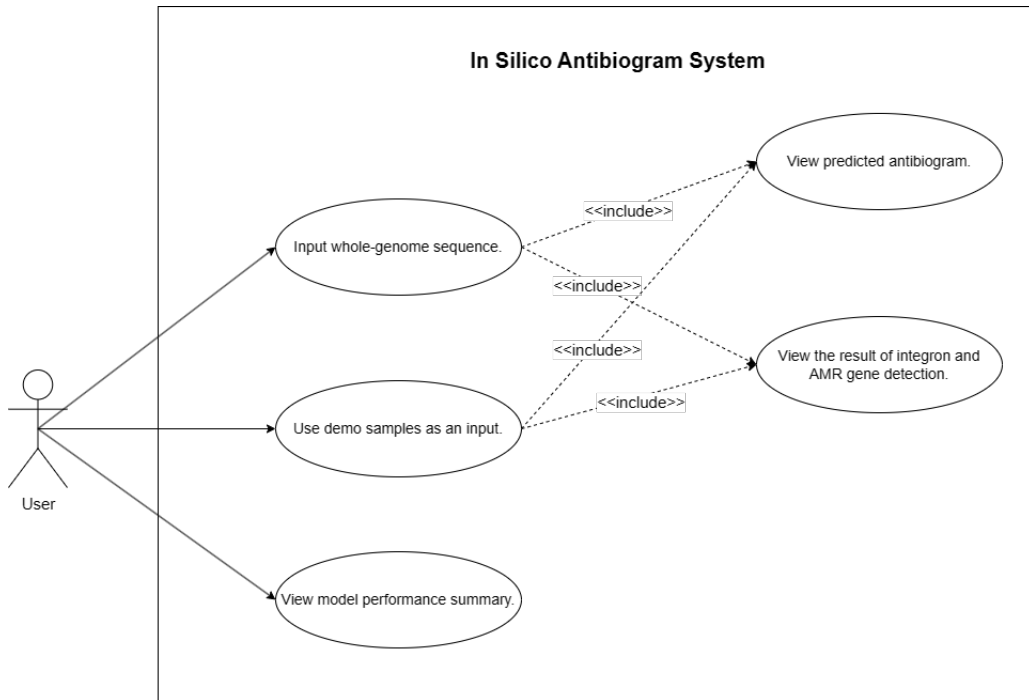 In Silico Antibiogram System
View predicted antibiogram.
<<include>>
Input whole-genome sequence.
<<include>>
<<include>>
View the result of integron and
AMR gene detection.
<<include>>
Use demo samples as an input.
User
View model performance summary.